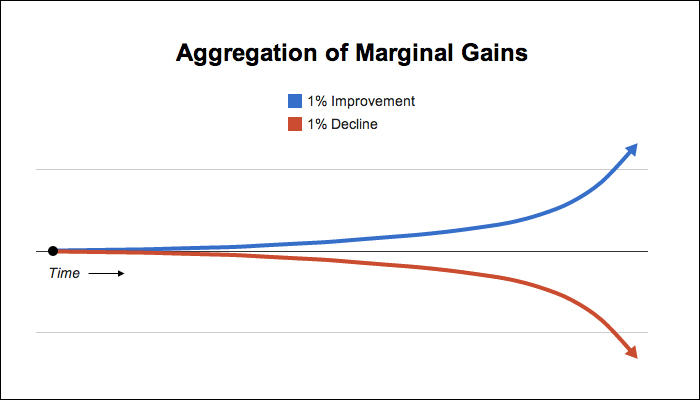 Aggregation of Marginal Gains
1% Improvement
1% Decline
Time